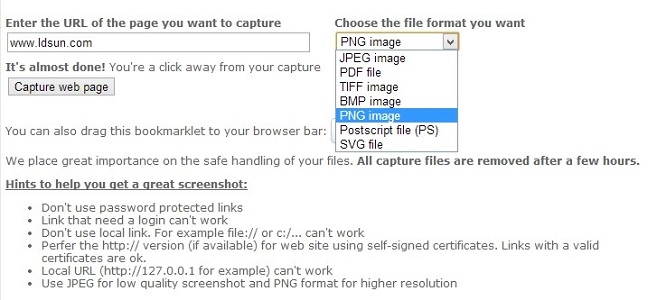 Enter the URL of the page you want to capture
Choose the file format you want
www.ldsun.com
PNG image
JPEG image
PDF file
TIFF image
BMP image
PNG image
Postscript file (PS)
SVG file
It's almost done! You're a click away from your capture
Capture web page
You can also drag this bookmarklet to your browser bar:
We place great importance on the safe handling of your files. All capture files are removed after a few hours.
Hints to help you get a great screenshot:
Don't use password protected links
Link that need a login can't work
Don't use local link. For example file:// or c:/... can't work
Perfer the http:// version (if available) for web site using self-signed certificates. Links with a valid
certificates are ok.
Local URL (http://127.0.0.1 for example) can't work
Use JPEG for low quality screenshot and PNG format for higher resolution